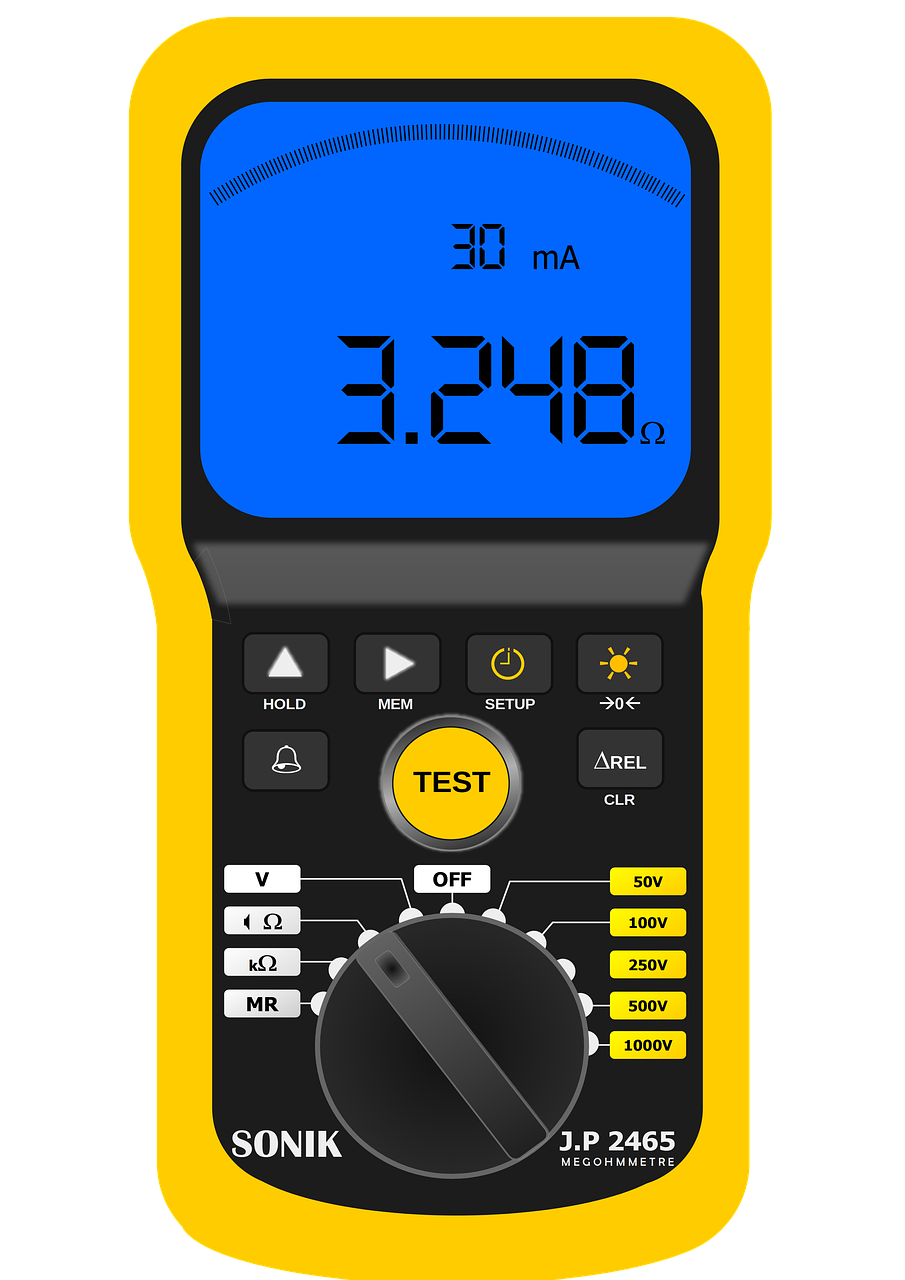 30 mA
3.248 Ω
HOLD MEM SETUP →0←
TEST
ΔREL
CLR
V OFF 50V
Ω 100V
kΩ 250V
MR 500V
1000V
SONIK J.P 2465
MEGOHMMETRE